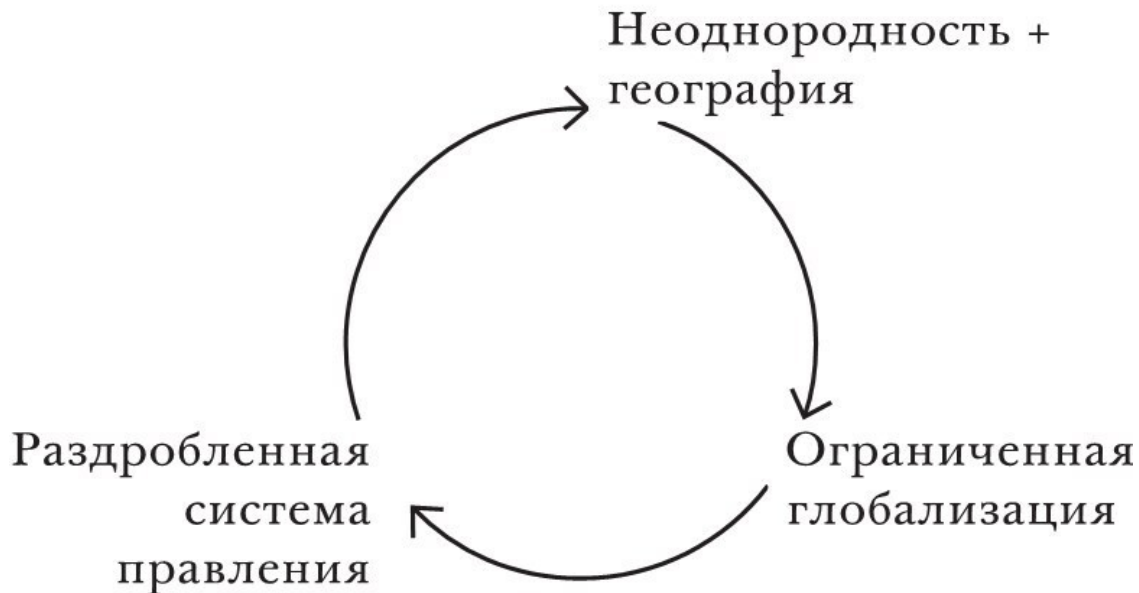 Неоднородность +
география
Ограниченная
глобализация
Раздробленная
система
правления